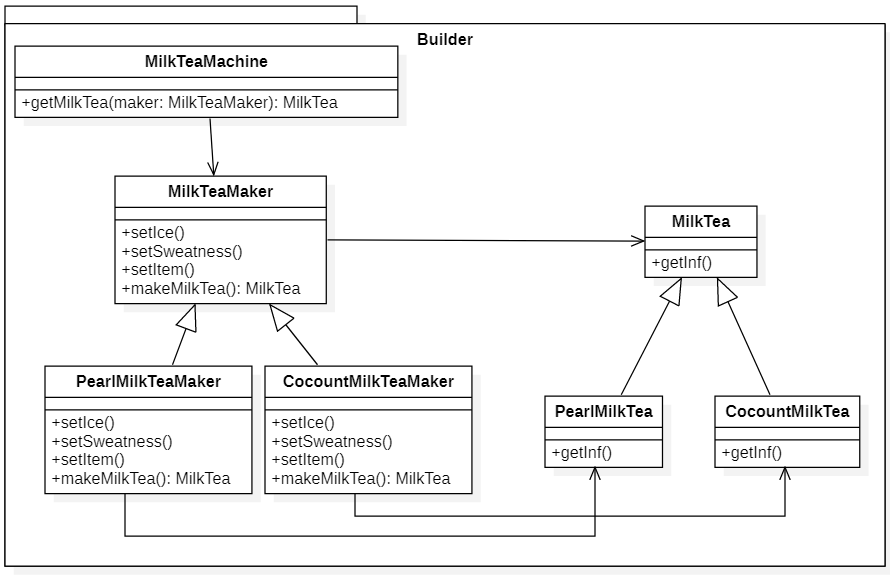 Builder
MilkTeaMachine
+getMilkTea(maker: MilkTeaMaker): MilkTea
MilkTeaMaker
+setIce()
+setSweatness()
+setItem()
+makeMilkTea(): MilkTea
MilkTea
+getInf()
PearlMilkTeaMaker
+setIce()
+setSweatness()
+setItem()
+makeMilkTea(): MilkTea
CocountMilkTeaMaker
+setIce()
+setSweatness()
+setItem()
+makeMilkTea(): MilkTea
PearlMilkTea
+getInf()
CocountMilkTea
+getInf()